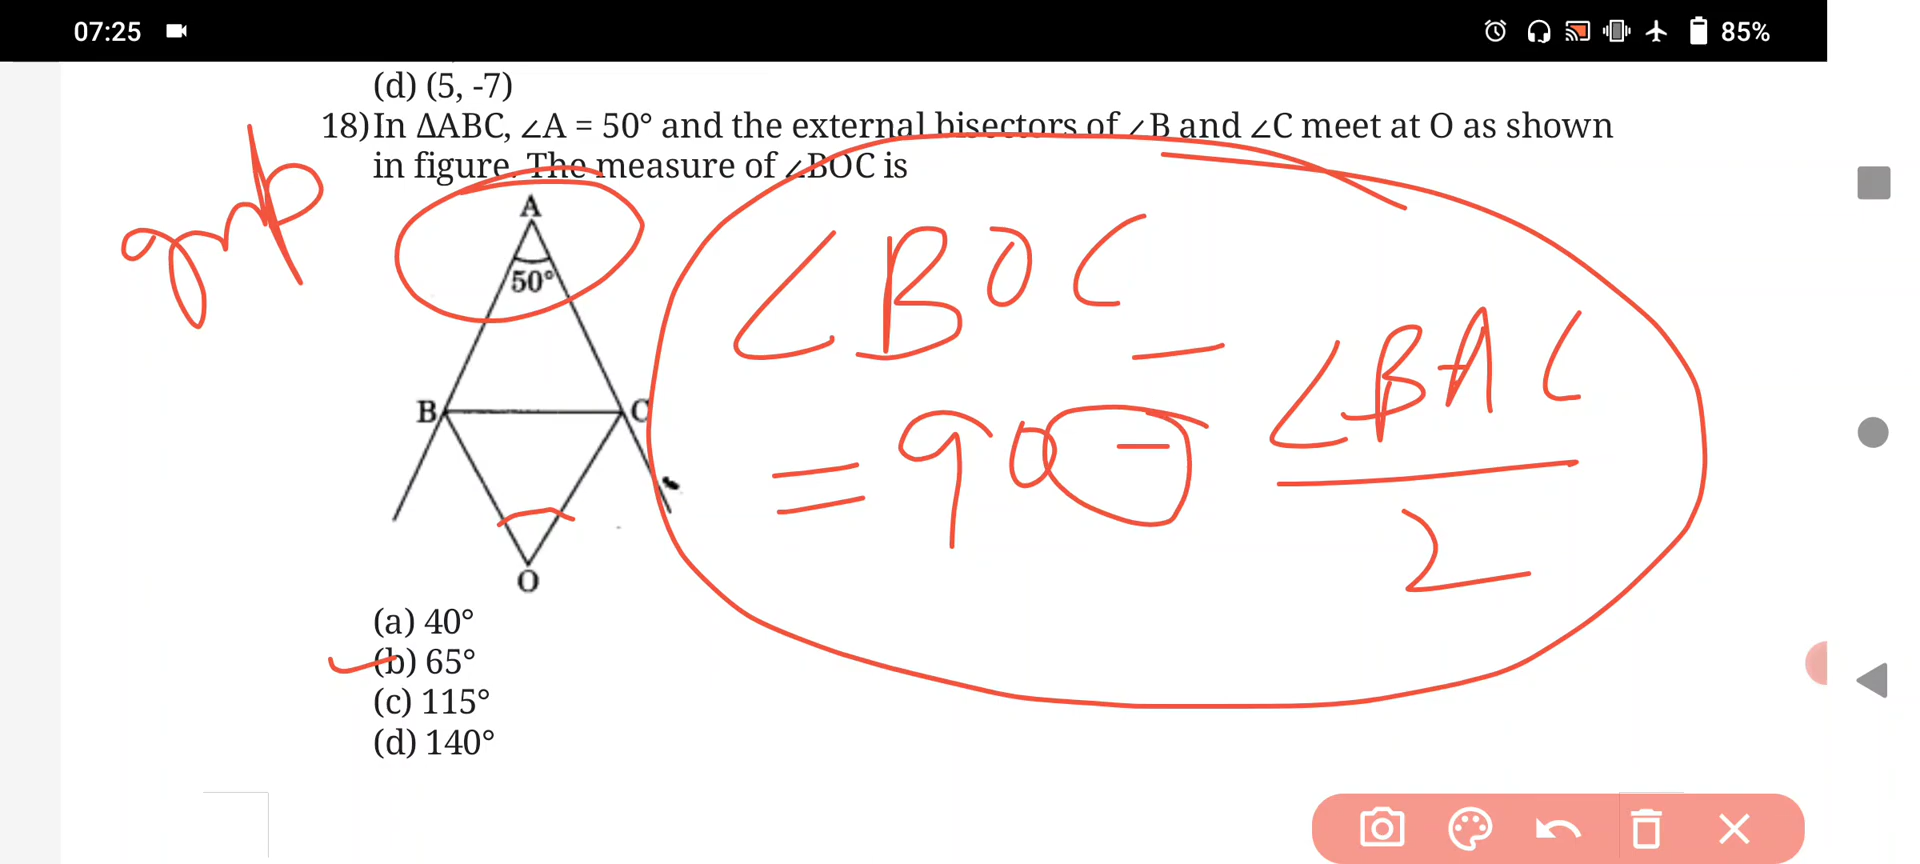 07:25 85%
(d) (5, -7)
18) In ΔABC, ∠A = 50° and the external bisectors of ∠B and ∠C meet at O as shown
in figure. The measure of ∠BOC is
A
50°
B C
O
∠BOC –
= 90 – ∠BAC
2
(a) 40°
(b) 65°
(c) 115°
(d) 140°